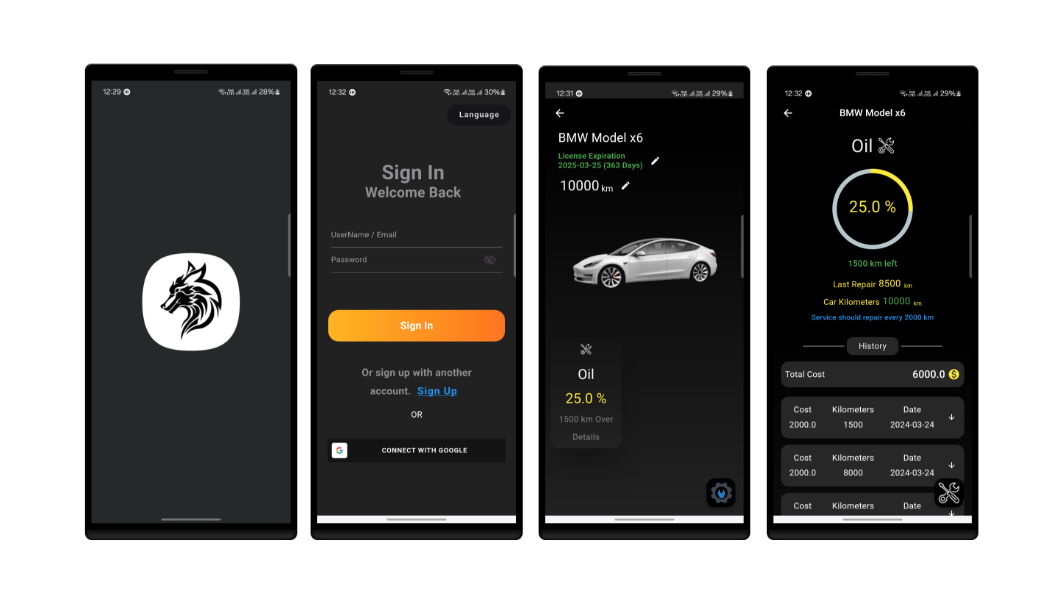 12:29
28%
12:32
30%
Language
Sign In
Welcome Back
UserName / Email
Password
Sign In
Or sign up with another
account. Sign Up
OR
G
CONNECT WITH GOOGLE
12:31
29%
BMW Model x6
License Expiration
2025-03-25 (363 Days)
10000 km
Oil
25.0 %
1500 km Over
Details
12:32
29%
BMW Model x6
Oil
25.0 %
1500 km left
Last Repair 8500 km
Car Kilometers 10000 km
Service should repair every 2000 km
History
Total Cost 6000.0 $
Cost Kilometers Date
2000.0 1500 2024-03-24
Cost Kilometers Date
2000.0 8000 2024-03-24
Cost Kilometers Date